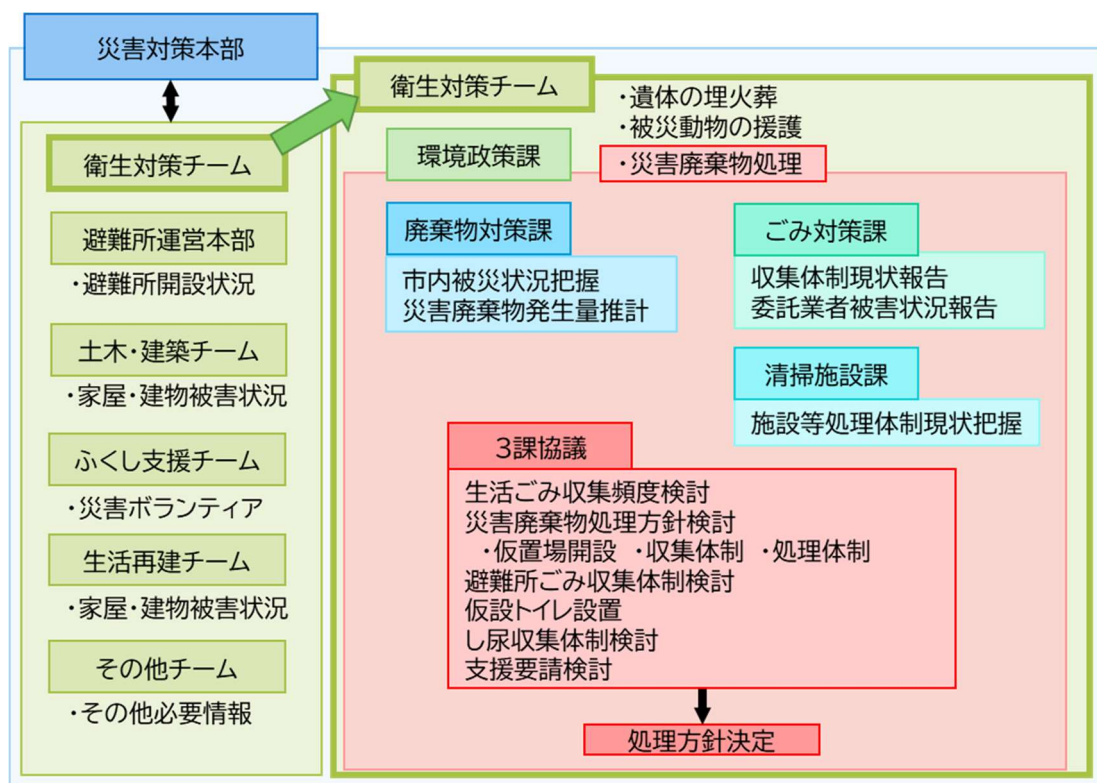 災害対策本部
衛生対策チーム
避難所運営本部
・避難所開設状況
土木・建築チーム
・家屋・建物被害状況
ふくし支援チーム
・災害ボランティア
生活再建チーム
・家屋・建物被害状況
その他チーム
・その他必要情報
衛生対策チーム
・遺体の埋火葬
・被災動物の援護
・災害廃棄物処理
環境政策課
廃棄物対策課
市内被災状況把握
災害廃棄物発生量推計
ごみ対策課
収集体制現状報告
委託業者被害状況報告
清掃施設課
施設等処理体制現状把握
3課協議
生活ごみ収集頻度検討
災害廃棄物処理方針検討
・仮置場開設 ・収集体制 ・処理体制
避難所ごみ収集体制検討
仮設トイレ設置
し尿収集体制検討
支援要請検討
処理方針決定